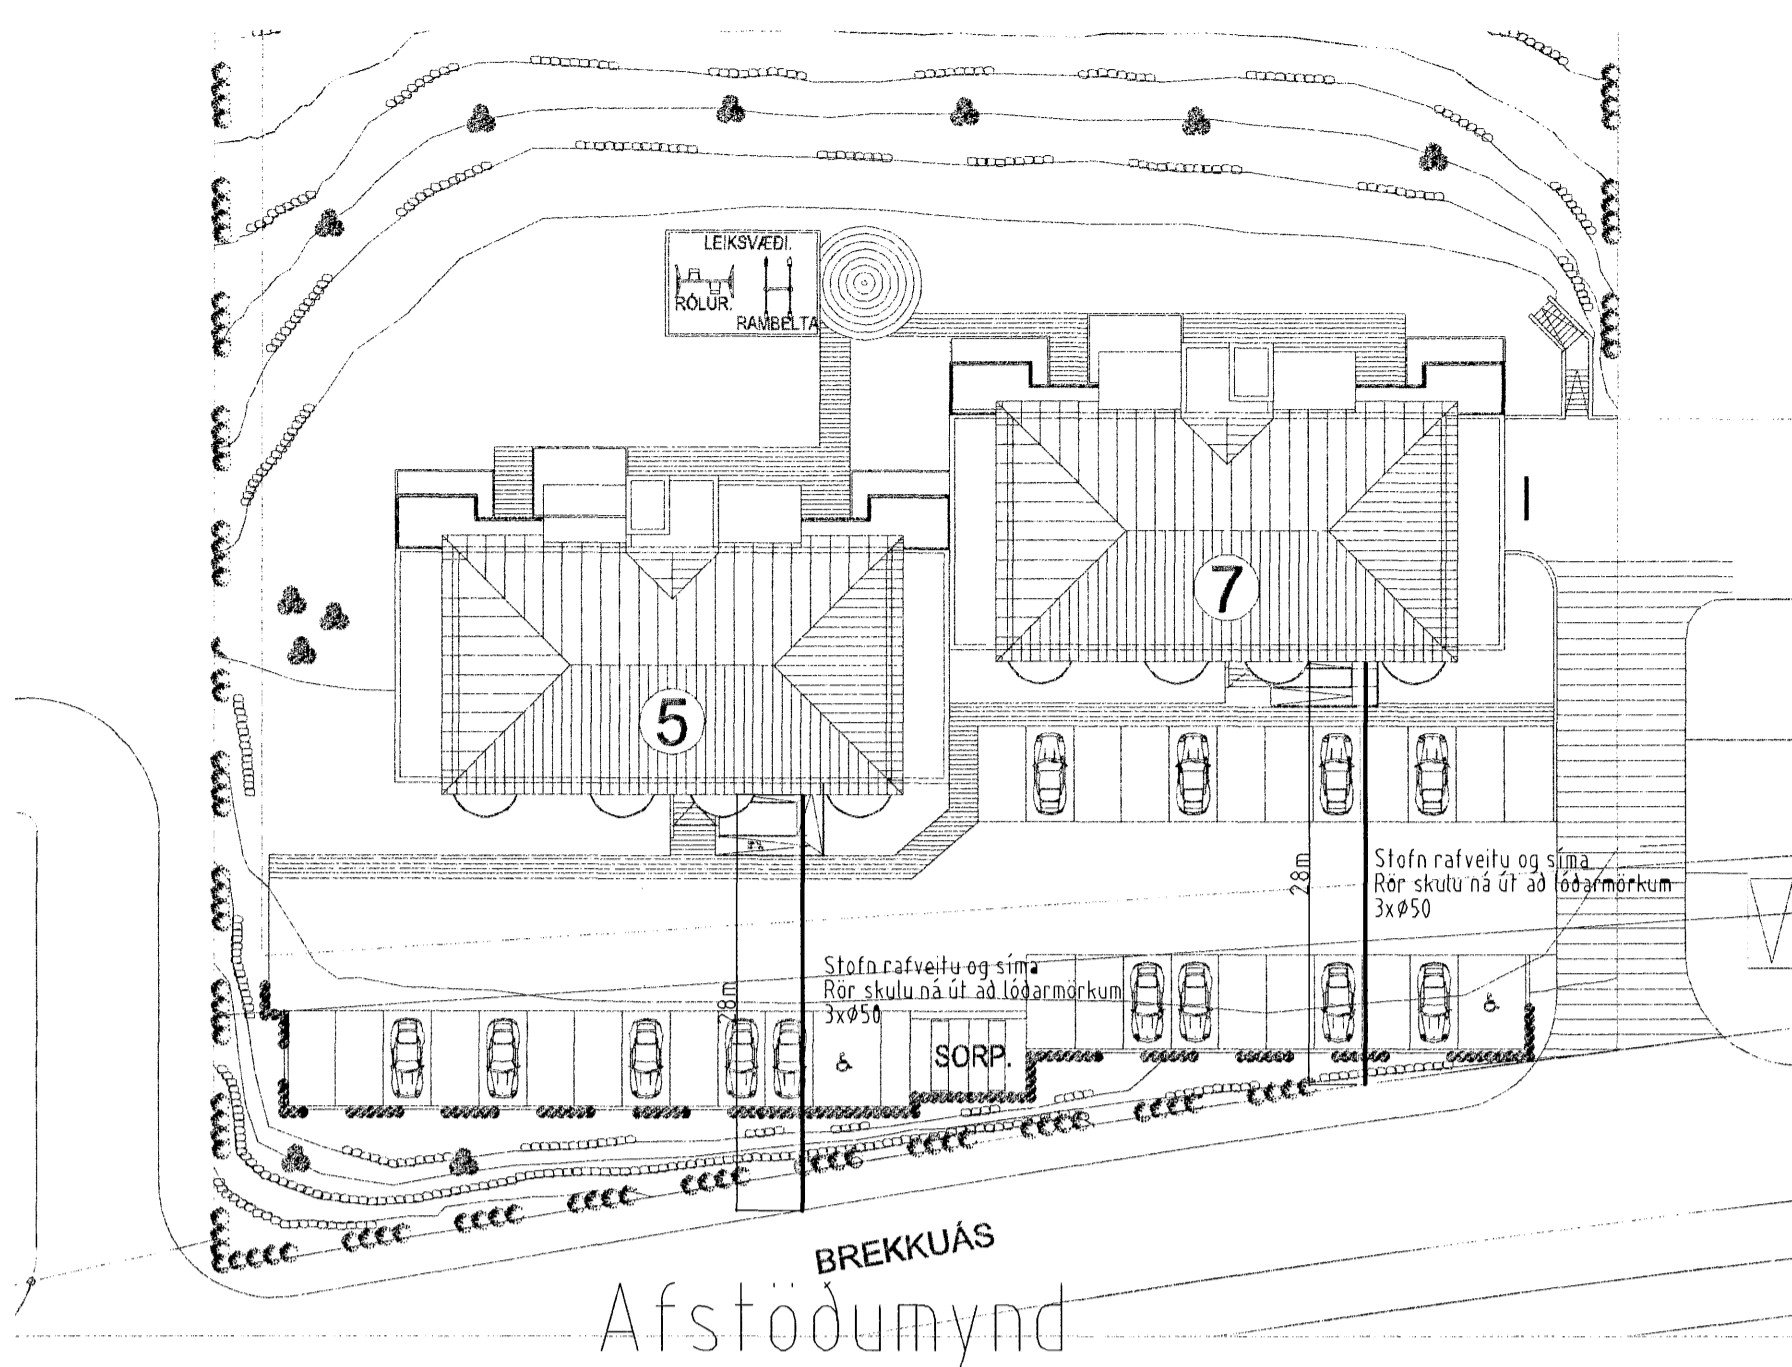 LEIKSVÆÐI.
RÓLUR.
RAMBELTA
7
5
28m
Stofn rafveitu og síma
Rör skulu ná út að lóðarmörkum
3xø50
28m
Stofn rafveitu og síma
Rör skulu ná út að lóðarmörkum
3xø50
SORP.
BREKKUÁS
Afstöðumynd